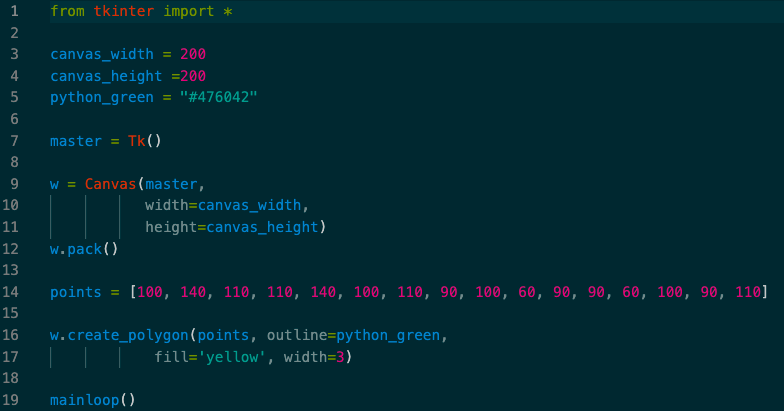 1 from tkinter import *
2
3 canvas_width = 200
4 canvas_height =200
5 python_green = "#476042"
6
7 master = Tk()
8
9 w = Canvas(master,
10            width=canvas_width,
11            height=canvas_height)
12 w.pack()
13
14 points = [100, 140, 110, 110, 140, 100, 110, 90, 100, 60, 90, 90, 60, 100, 90, 110]
15
16 w.create_polygon(points, outline=python_green,
17             fill='yellow', width=3)
18
19 mainloop()